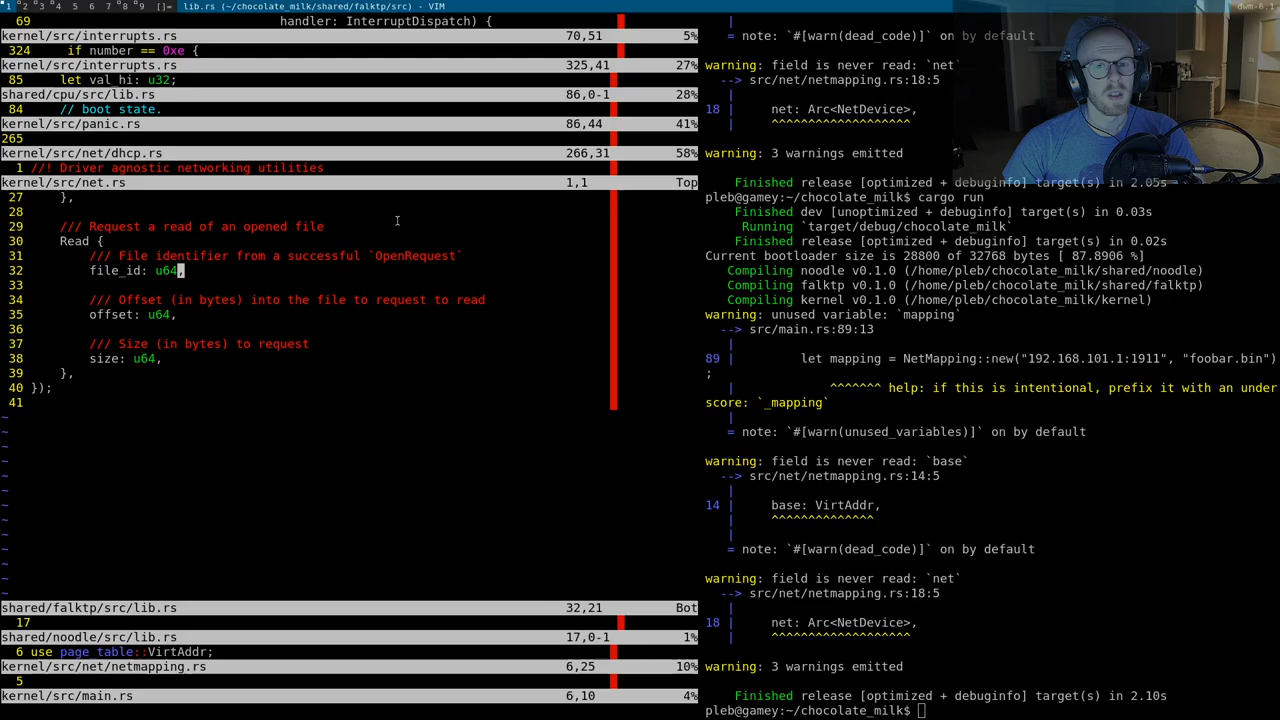 1 2 3 4 5 6 7 8 9 []= lib.rs (~/chocolate_milk/shared/falktp/src) - VIM dwm-6.1
69 handler: InterruptDispatch) {
kernel/src/interrupts.rs 70,51 5%
324 if number == 0xe {
kernel/src/interrupts.rs 325,41 27%
85 let val_hi: u32;
shared/cpu/src/lib.rs 86,0-1 28%
84 // boot state.
kernel/src/panic.rs 86,44 41%
265
kernel/src/net/dhcp.rs 266,31 58%
1 //! Driver agnostic networking utilities
kernel/src/net.rs 1,1 Top
27 },
28
29 /// Request a read of an opened file
30 Read {
31 /// File identifier from a successful `OpenRequest`
32 file_id: u64,
33
34 /// Offset (in bytes) into the file to request to read
35 offset: u64,
36
37 /// Size (in bytes) to request
38 size: u64,
39 },
40 });
41
~
~
~
~
~
~
~
~
~
~
~
~
~
shared/falktp/src/lib.rs 32,21 Bot
17
shared/noodle/src/lib.rs 17,0-1 1%
6 use page_table::VirtAddr;
kernel/src/net/netmapping.rs 6,25 10%
5
kernel/src/main.rs 6,10 4%
|
= note: `#[warn(dead_code)]` on by default
warning: field is never read: `net`
--> src/net/netmapping.rs:18:5
|
18 | net: Arc<NetDevice>,
| ^^^^^^^^^^^^^^^^^^^
warning: 3 warnings emitted
Finished release [optimized + debuginfo] target(s) in 2.05s
pleb@gamey:~/chocolate_milk$ cargo run
Finished dev [unoptimized + debuginfo] target(s) in 0.03s
Running `target/debug/chocolate_milk`
Finished release [optimized + debuginfo] target(s) in 0.02s
Current bootloader size is 28800 of 32768 bytes [ 87.8906 %]
Compiling noodle v0.1.0 (/home/pleb/chocolate_milk/shared/noodle)
Compiling falktp v0.1.0 (/home/pleb/chocolate_milk/shared/falktp)
Compiling kernel v0.1.0 (/home/pleb/chocolate_milk/kernel)
warning: unused variable: `mapping`
--> src/main.rs:89:13
|
89 | let mapping = NetMapping::new("192.168.101.1:1911", "foobar.bin")
;
| ^^^^^^^ help: if this is intentional, prefix it with an under
score: `_mapping`
|
= note: `#[warn(unused_variables)]` on by default
warning: field is never read: `base`
--> src/net/netmapping.rs:14:5
|
14 | base: VirtAddr,
| ^^^^^^^^^^^^^^
|
= note: `#[warn(dead_code)]` on by default
warning: field is never read: `net`
--> src/net/netmapping.rs:18:5
|
18 | net: Arc<NetDevice>,
| ^^^^^^^^^^^^^^^^^^^
warning: 3 warnings emitted
Finished release [optimized + debuginfo] target(s) in 2.10s
pleb@gamey:~/chocolate_milk$